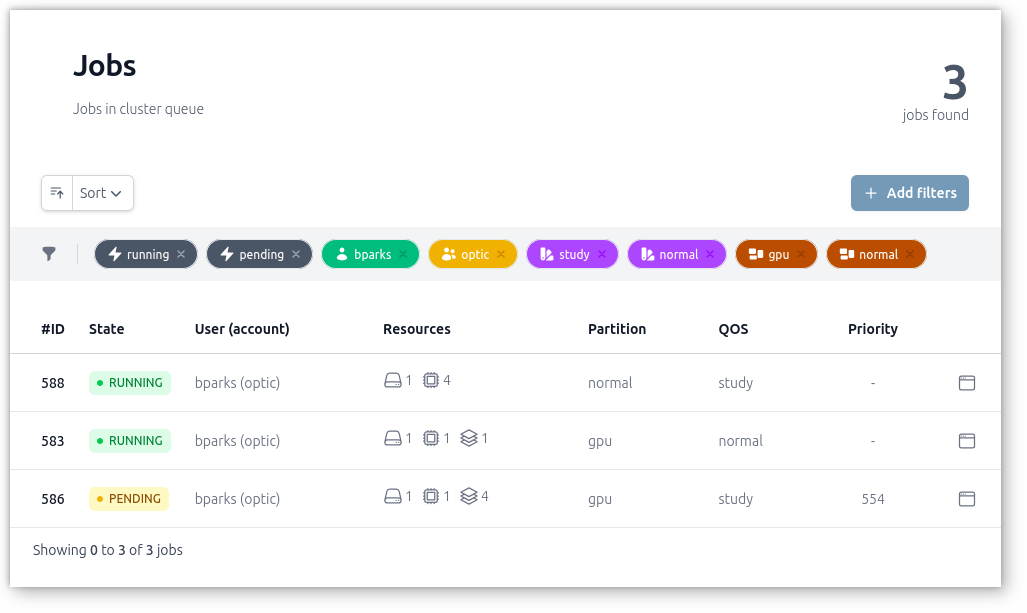 Jobs
Jobs in cluster queue
3
jobs found
Sort
Add filters
running pending bparks optic study normal gpu normal
#ID State User (account) Resources Partition QOS Priority
588 RUNNING bparks (optic) 1 4 normal study -
583 RUNNING bparks (optic) 1 1 1 gpu normal -
586 PENDING bparks (optic) 1 1 4 gpu study 554
Showing 0 to 3 of 3 jobs